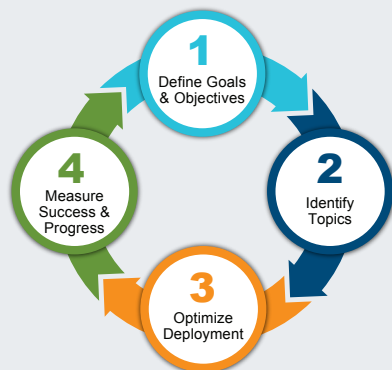 1
Define Goals
& Objectives
2
Identify
Topics
3
Optimize
Deployment
4
Measure
Success &
Progress